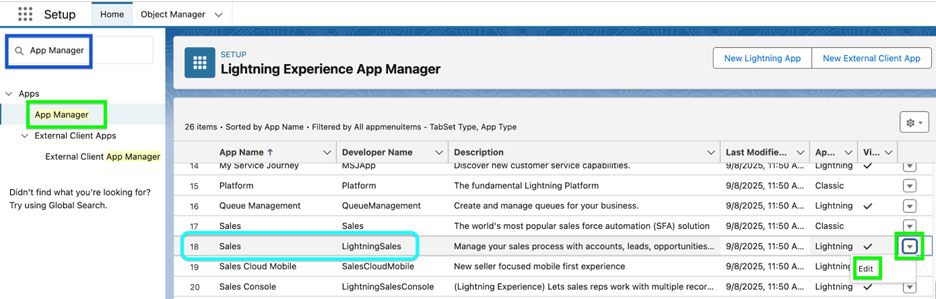 Setup Home Object Manager
App Manager
SETUP
Lightning Experience App Manager
New Lightning App New External Client App
Apps
App Manager
External Client Apps
External Client App Manager
Didn't find what you're looking for?
Try using Global Search.
26 items • Sorted by App Name • Filtered by All appmenuitems - TabSet Type, App Type
App Name ↑ Developer Name Description Last Modifie... Ap... Vi...
14 My Service Journey MSJApp Discover new customer service capabilities. 9/8/2025, 11:50 A... Lightning
15 Platform Platform The fundamental Lightning Platform 9/8/2025, 11:50 A... Classic
16 Queue Management QueueManagement Create and manage queues for your business. 9/8/2025, 11:50 A... Lightning
17 Sales Sales The world's most popular sales force automation (SFA) solution 9/8/2025, 11:50 A... Classic
18 Sales LightningSales Manage your sales process with accounts, leads, opportunities... 9/8/2025, 11:50 A... Lightning
19 Sales Cloud Mobile SalesCloudMobile New seller focused mobile first experience 9/8/2025, 11:50 A... Lightning
Edit
20 Sales Console LightningSalesConsole (Lightning Experience) Lets sales reps work with multiple recor... 9/8/2025, 11:50 A... Lightning